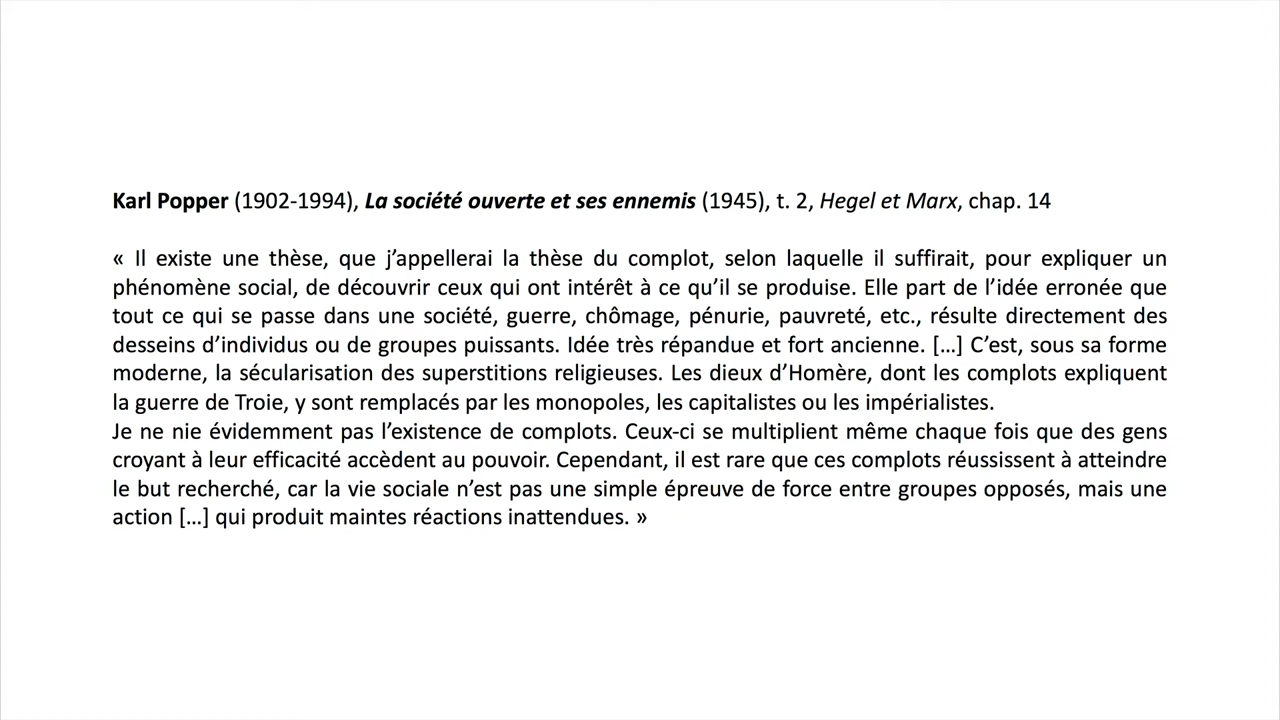 Karl Popper (1902-1994), La société ouverte et ses ennemis (1945), t. 2, Hegel et Marx, chap. 14
« Il existe une thèse, que j’appellerai la thèse du complot, selon laquelle il suffirait, pour expliquer un
phénomène social, de découvrir ceux qui ont intérêt à ce qu’il se produise. Elle part de l’idée erronée que
tout ce qui se passe dans une société, guerre, chômage, pénurie, pauvreté, etc., résulte directement des
desseins d’individus ou de groupes puissants. Idée très répandue et fort ancienne. […] C’est, sous sa forme
moderne, la sécularisation des superstitions religieuses. Les dieux d’Homère, dont les complots expliquent
la guerre de Troie, y sont remplacés par les monopoles, les capitalistes ou les impérialistes.
Je ne nie évidemment pas l’existence de complots. Ceux-ci se multiplient même chaque fois que des gens
croyant à leur efficacité accèdent au pouvoir. Cependant, il est rare que ces complots réussissent à atteindre
le but recherché, car la vie sociale n’est pas une simple épreuve de force entre groupes opposés, mais une
action […] qui produit maintes réactions inattendues. »